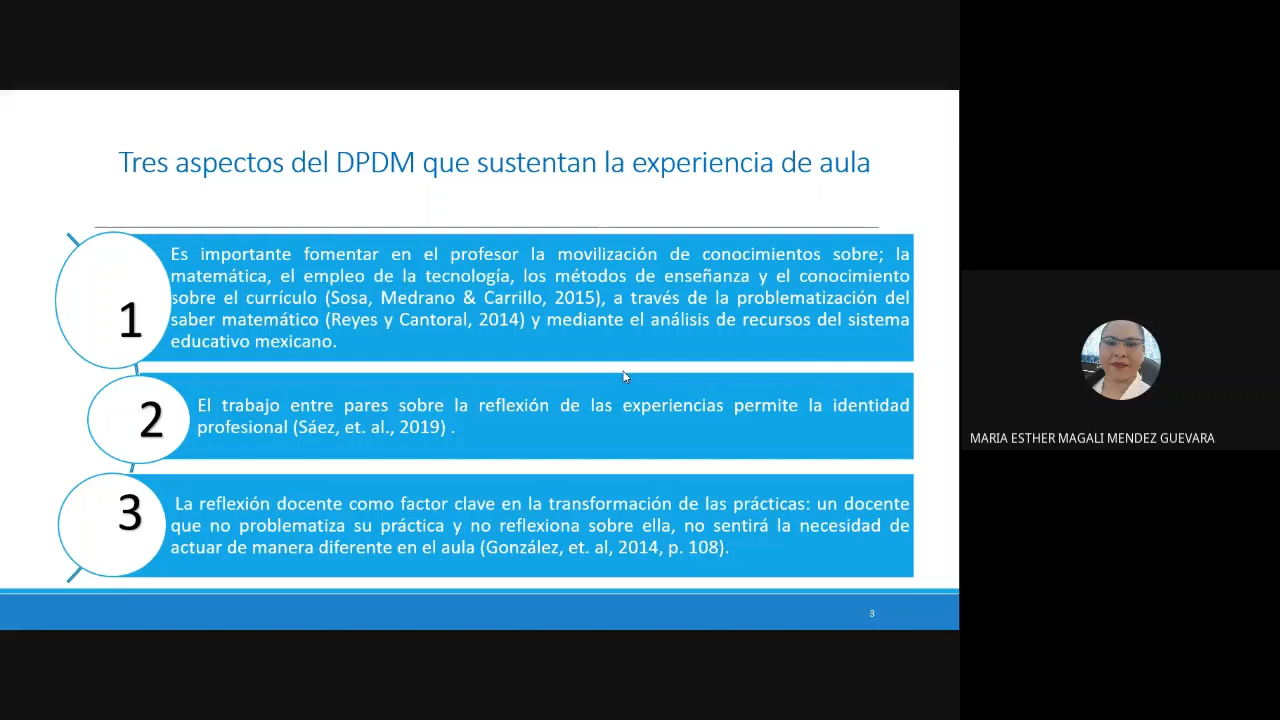 Tres aspectos del DPDM que sustentan la experiencia de aula
1
Es importante fomentar en el profesor la movilización de conocimientos sobre; la
matemática, el empleo de la tecnología, los métodos de enseñanza y el conocimiento
sobre el currículo (Sosa, Medrano & Carrillo, 2015), a través de la problematización del
saber matemático (Reyes y Cantoral, 2014) y mediante el análisis de recursos del sistema
educativo mexicano.
2
El trabajo entre pares sobre la reflexión de las experiencias permite la identidad
profesional (Sáez, et. al., 2019) .
3
La reflexión docente como factor clave en la transformación de las prácticas: un docente
que no problematiza su práctica y no reflexiona sobre ella, no sentirá la necesidad de
actuar de manera diferente en el aula (González, et. al, 2014, p. 108).
3
MARIA ESTHER MAGALI MENDEZ GUEVARA